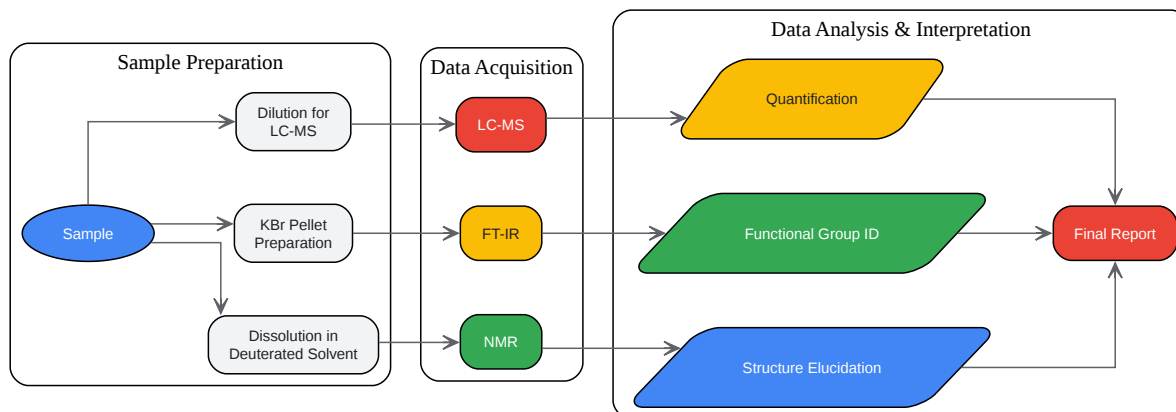 Data Analysis & Interpretation
Sample Preparation
Data Acquisition
Dilution for
LC-MS
LC-MS
Quantification
Sample
KBr Pellet
Preparation
FT-IR
Functional Group ID
Final Report
Dissolution in
Deuterated Solvent
NMR
Structure Elucidation